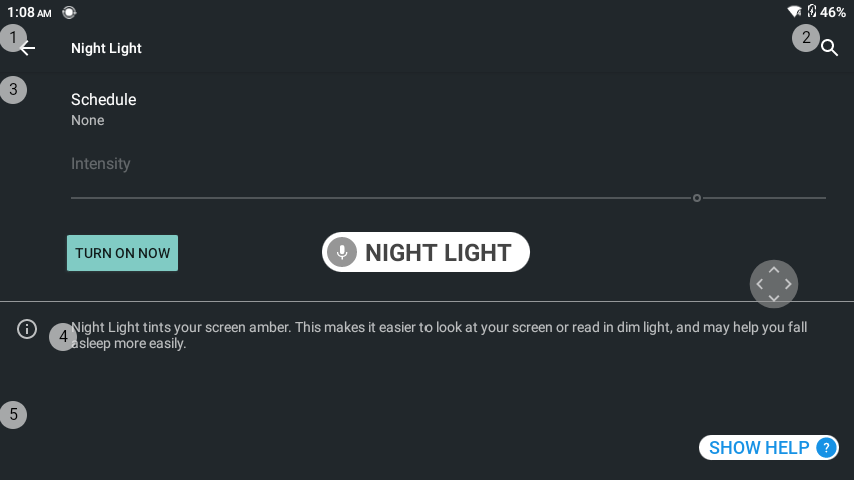 1:08 AM
46%
1
Night Light
2
3
Schedule
None
Intensity
TURN ON NOW
NIGHT LIGHT
Night Light tints your screen amber. This makes it easier to look at your screen or read in dim light, and may help you fall
4
asleep more easily.
5
SHOW HELP ?